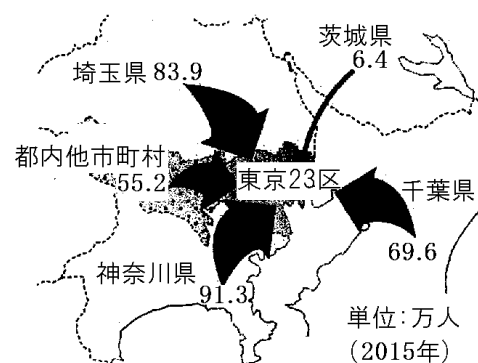 茨城県
6.4
埼玉県 83.9
都内他市町村
55.2
東京23区
千葉県
69.6
神奈川県
91.3
単位:万人
(2015年)